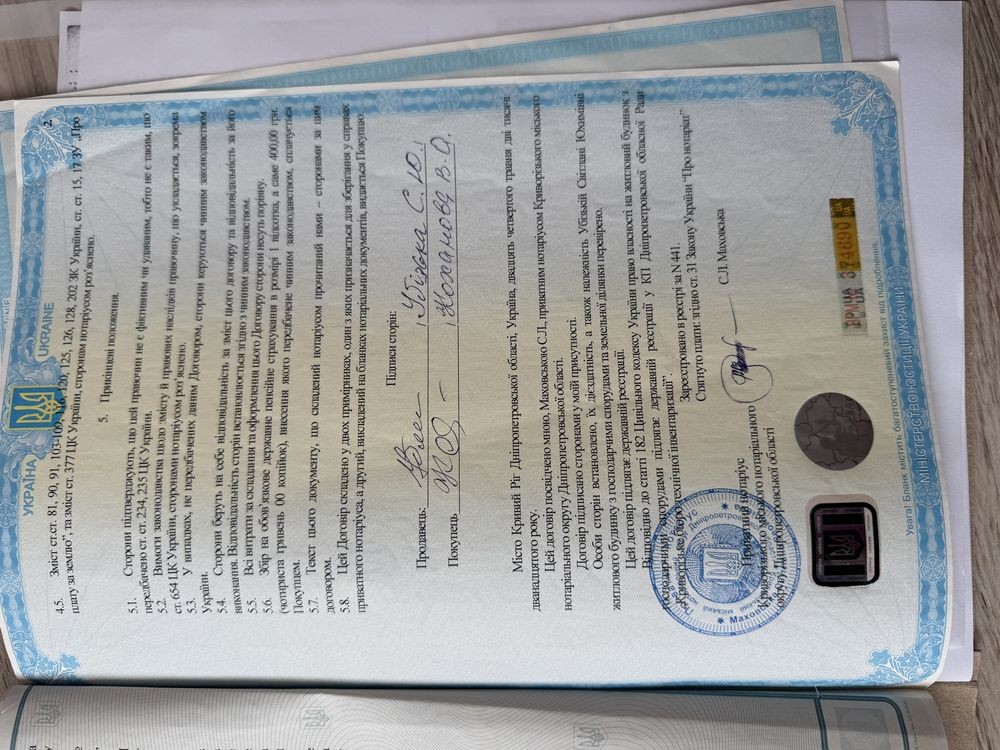 УКРАЇНА UKRAINE
2
4.5. Зміст ст.ст. 81, 90, 91, 103-109, 120, 125, 126, 128, 202 ЗК України, ст. ст. 15, 17 ЗУ „Про
плату за землю”, та зміст ст. 377 ЦК України, сторонам нотаріусом роз'яснено.
5. Прикінцеві положення.
5.1. Сторони підтверджують, що цей правочин не є фіктивним чи удаваним, тобто не є таким, що
передбачено ст. ст. 234, 235 ЦК України.
5.2. Вимоги законодавства щодо змісту й правових наслідків правочину, що укладається, зокрема
ст. 654 ЦК України, сторонам нотаріусом роз'яснено.
5.3. У випадках, не передбачених даним Договором, сторони керуються чинним законодавством
України.
5.4. Сторони беруть на себе відповідальність за зміст цього договору та відповідальність за його
виконання. Відповідальність сторін встановлюється згідно з чинним законодавством.
5.5. Всі витрати за складання та оформлення цього Договору сторони несуть порівну.
5.6. Збір на обов'язкове державне пенсійне страхування в розмірі 1 відсотка, а саме 400,00 грн.
(чотириста гривень 00 копійок), внесення якого передбачене чинним законодавством, сплачується
Покупцем.
5.7. Текст цього документу, що складений нотаріусом прочитаний нами – сторонами за цим
договором.
5.8. Цей Договір складено у двох примірниках, один з яких призначається для зберігання у справах
приватного нотаріуса, а другий, викладений на бланках нотаріальних документів, видається Покупцю.
Підписи сторін:
Продавець: / Убізька С.Ю. /
Покупець / Жоханова В.О. /
Місто Кривий Ріг Дніпропетровської області, Україна, двадцять четвертого травня дві тисячі
дванадцятого року.
Цей договір посвідчено мною, Маховською С.Л., приватним нотаріусом Криворізького міського
нотаріального округу Дніпропетровської області.
Договір підписано сторонами у моїй присутності.
Особи сторін встановлено, їх дієздатність, а також належність Убізькій Світлані Юхимівні
житлового будинку з господарчими спорудами та земельної ділянки перевірено.
Цей договір підлягає державній реєстрації.
Відповідно до статті 182 Цивільного кодексу України право власності на житловий будинок з
господарчими спорудами підлягає державній реєстрації у КП Дніпропетровської обласної Ради
“Криворізьке бюро технічної інвентаризації”.
Зареєстровано в реєстрі за N 441.
Стягнуто плати: згідно ст. 31 Закону України “Про нотаріат”
Приватний нотаріус
Криворізького міського нотаріального
округу Дніпропетровської області
С.Л. Маховська
374690
Увага! Бланк містить багатоступеневий захист від підроблення.
МІНІСТЕРСТВО ЮСТИЦІЇ УКРАЇНИ